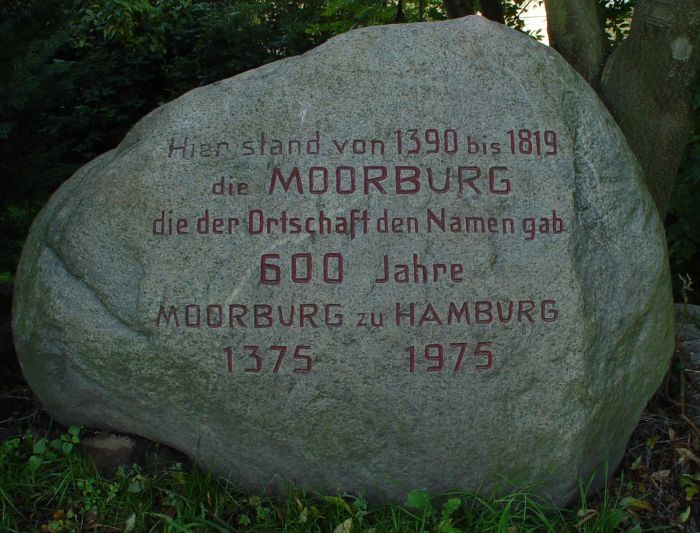 Hier stand von 1390 bis 1819
die MOORBURG
die der Ortschaft den Namen gab
600 Jahre
MOORBURG zu HAMBURG
1375 1975